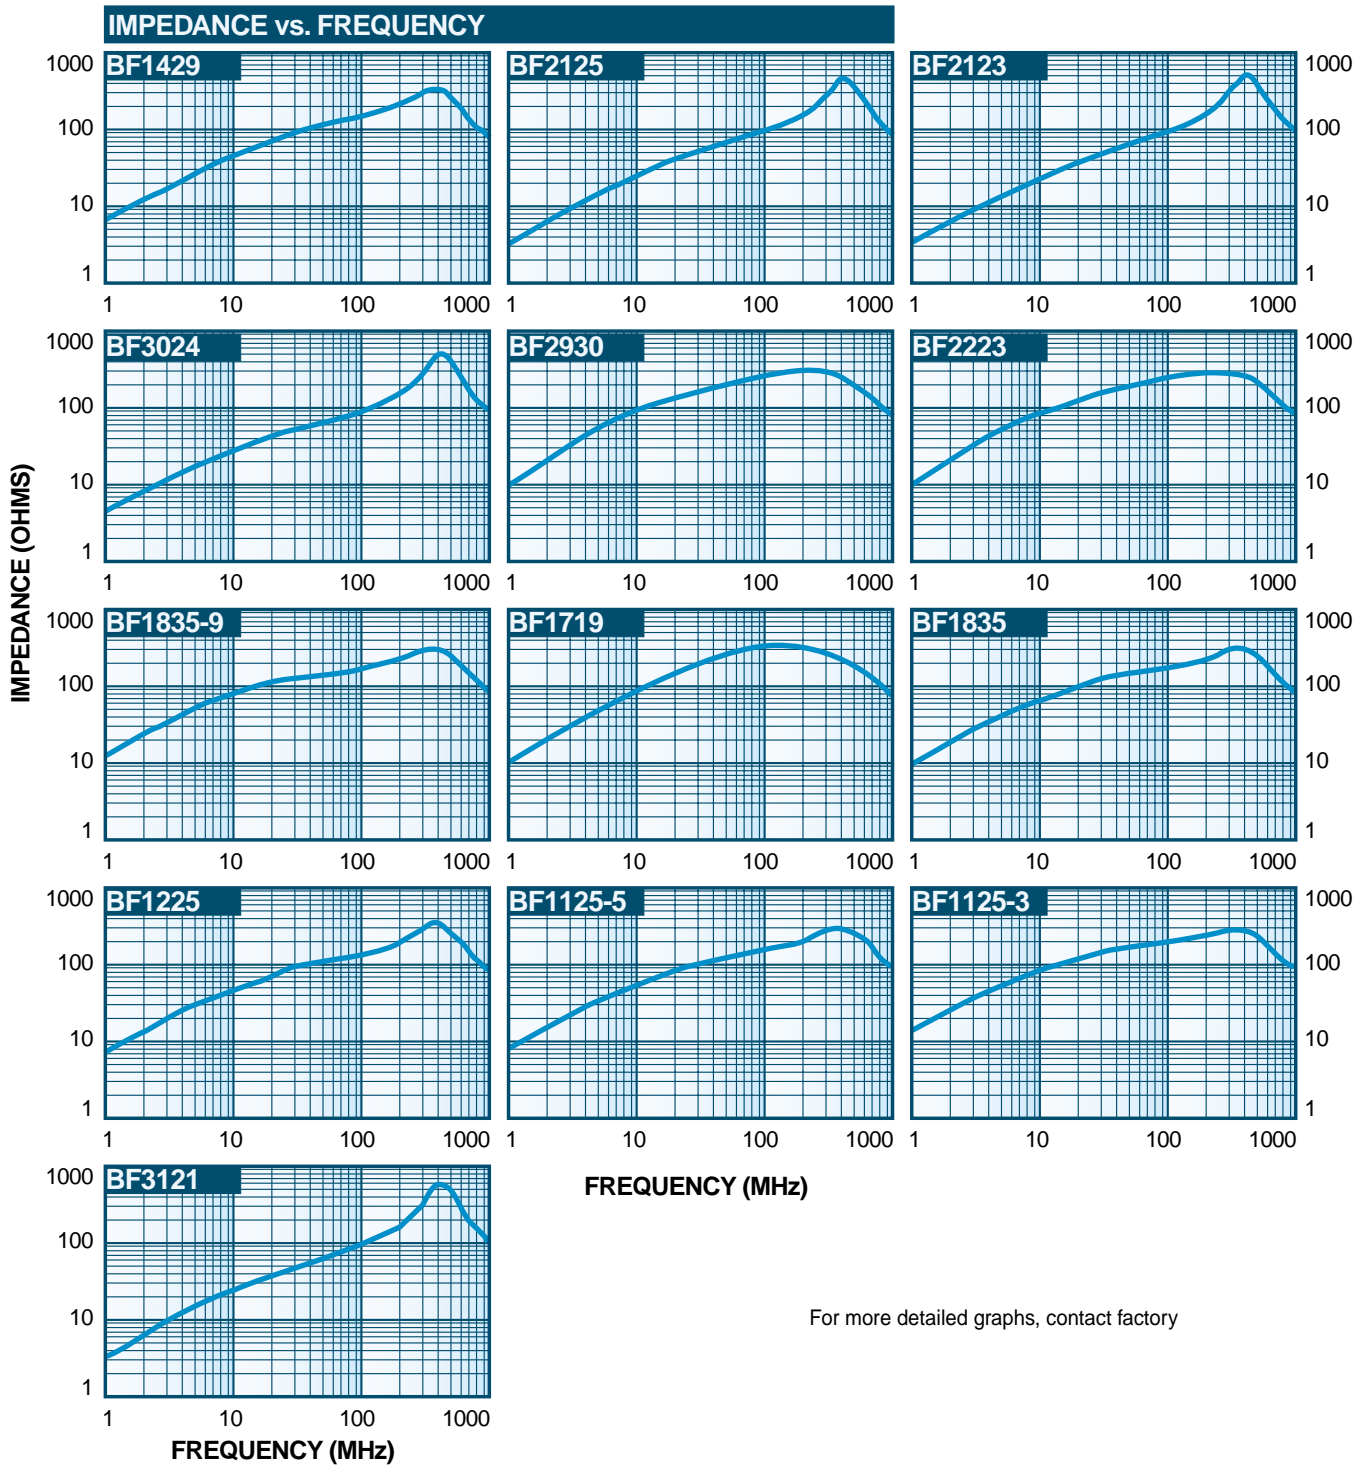 IMPEDANCE vs. FREQUENCY
1000 BF1429 BF2125 BF2123 1000
100 100
10 10
1 1
1 10 100 1000 1 10 100 1000 1 10 100 1000
1000 BF3024 BF2930 BF2223 1000
100 100
10 10
1 1
1 10 100 1000 1 10 100 1000 1 10 100 1000
IMPEDANCE (OHMS)
1000 BF1835-9 BF1719 BF1835 1000
100 100
10 10
1 1
1 10 100 1000 1 10 100 1000 1 10 100 1000
1000 BF1225 BF1125-5 BF1125-3 1000
100 100
10 10
1 1
1 10 100 1000 1 10 100 1000 1 10 100 1000
FREQUENCY (MHz)
1000 BF3121
100
10
1
1 10 100 1000
FREQUENCY (MHz)
For more detailed graphs, contact factory